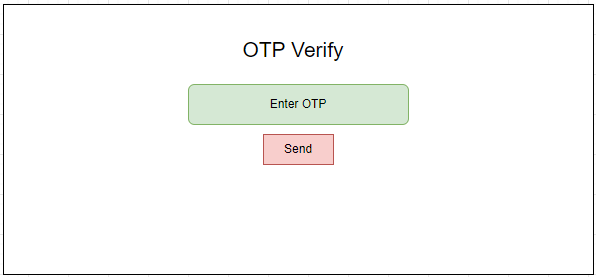 OTP Verify
Enter OTP
Send